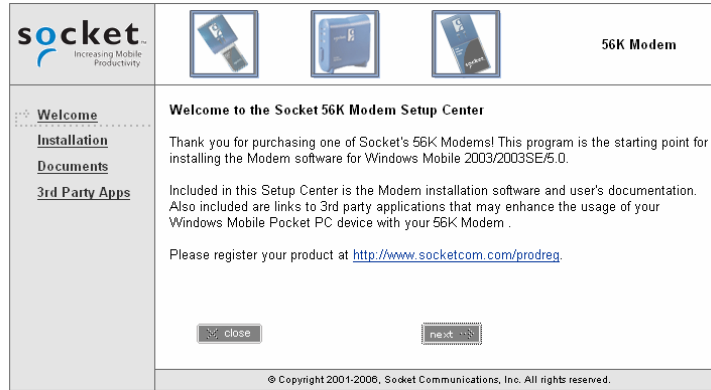 socket™
Increasing Mobile
Productivity
56K Modem
Welcome
Installation
Documents
3rd Party Apps
Welcome to the Socket 56K Modem Setup Center
Thank you for purchasing one of Socket's 56K Modems! This program is the starting point for
installing the Modem software for Windows Mobile 2003/2003SE/5.0.
Included in this Setup Center is the Modem installation software and user's documentation.
Also included are links to 3rd party applications that may enhance the usage of your
Windows Mobile Pocket PC device with your 56K Modem .
Please register your product at http://www.socketcom.com/prodreg.
close
next
© Copyright 2001-2006, Socket Communications, Inc. All rights reserved.